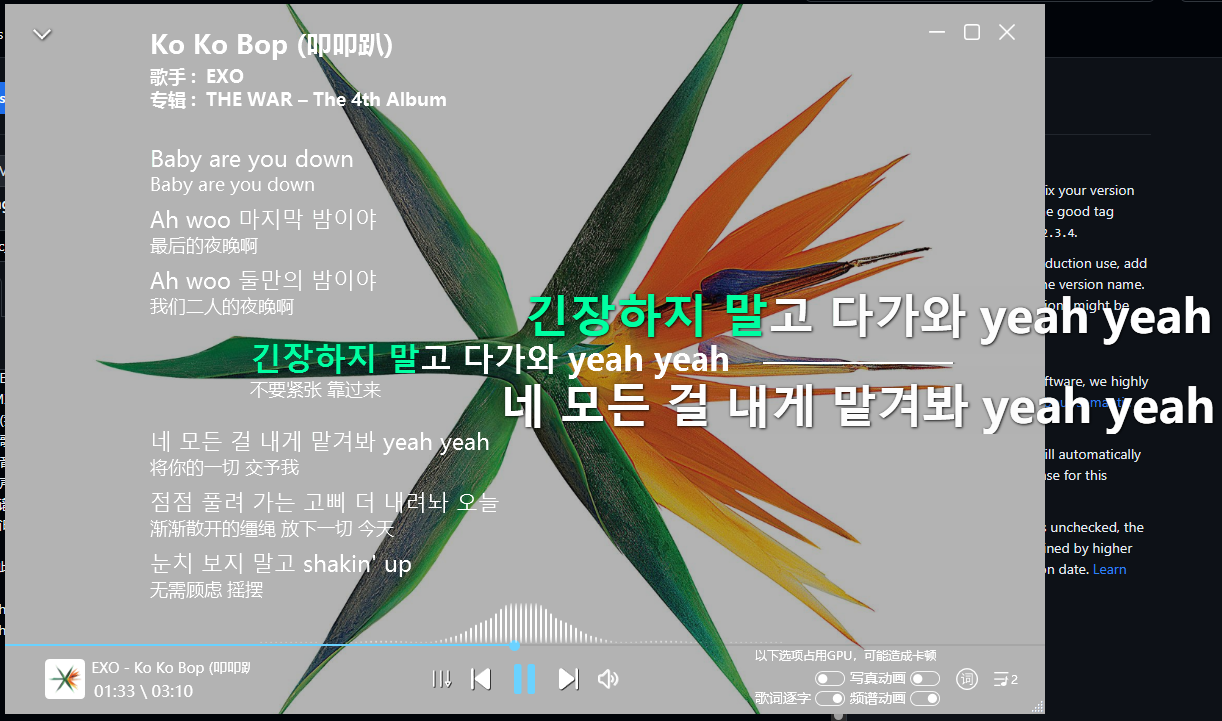 Ko Ko Bop (叩叩趴)
歌手： EXO
专辑： THE WAR – The 4th Album
Baby are you down
Baby are you down
Ah woo 마지막 밤이야
最后的夜晚啊
Ah woo 둘만의 밤이야
我们二人的夜晚啊
긴장하지 말고 다가와 yeah yeah
긴장하지 말고 다가와 yeah yeah
不要紧张 靠过来
네 모든 걸 내게 맡겨봐 yeah yeah
네 모든 걸 내게 맡겨봐 yeah yeah
将你的一切 交予我
점점 풀려 가는 고삐 더 내려놔 오늘
渐渐散开的缰绳 放下一切 今天
눈치 보지 말고 shakin' up
无需顾虑 摇摆
EXO - Ko Ko Bop (叩叩
01:33 \ 03:10
以下选项占用GPU，可能造成卡顿
写真动画
歌词逐字 频谱动画
词
2
ix your version
e good tag
2.3.4.
duction use, add
ne version name.
might be
oftware, we highly
ill automatically
ase for this
s unchecked, the
ined by higher
on date. Learn